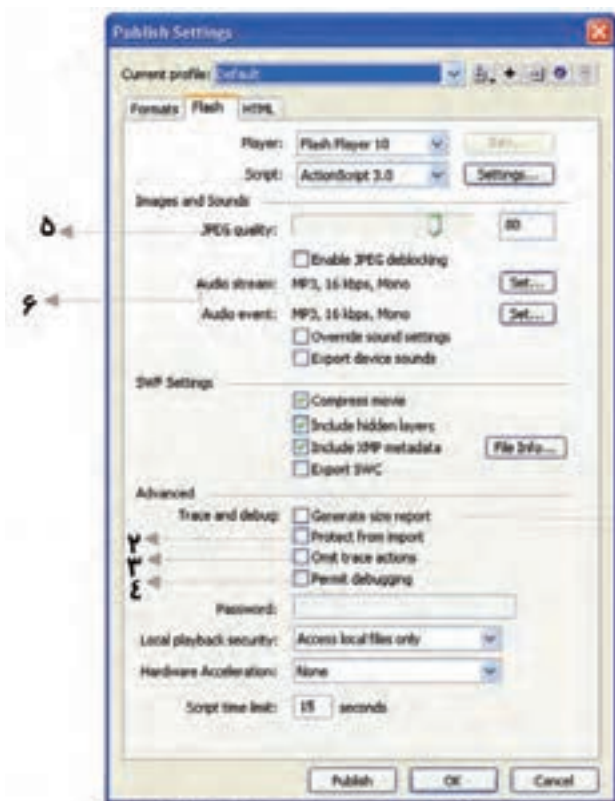 Publish Settings
Current profile: Default
Formats Flash HTML
Player: Flash Player 10
Script: ActionScript 3.0 Settings...
Images and Sounds
۵ JPEG quality: 80
Enable JPEG deblocking
Audio stream: MP3, 16 kbps, Mono Set...
۶
Audio event: MP3, 16 kbps, Mono Set...
Override sound settings
Export device sounds
SWF Settings
Compress movie
Include hidden layers
Include XMP metadata File Info...
Export SWC
Advanced
Trace and debug: Generate size report
۲ Protect from import
۳ Omit trace actions
٤ Permit debugging
Password:
Local playback security: Access local files only
Hardware Acceleration: None
Script time limit: 15 seconds
Publish OK Cancel